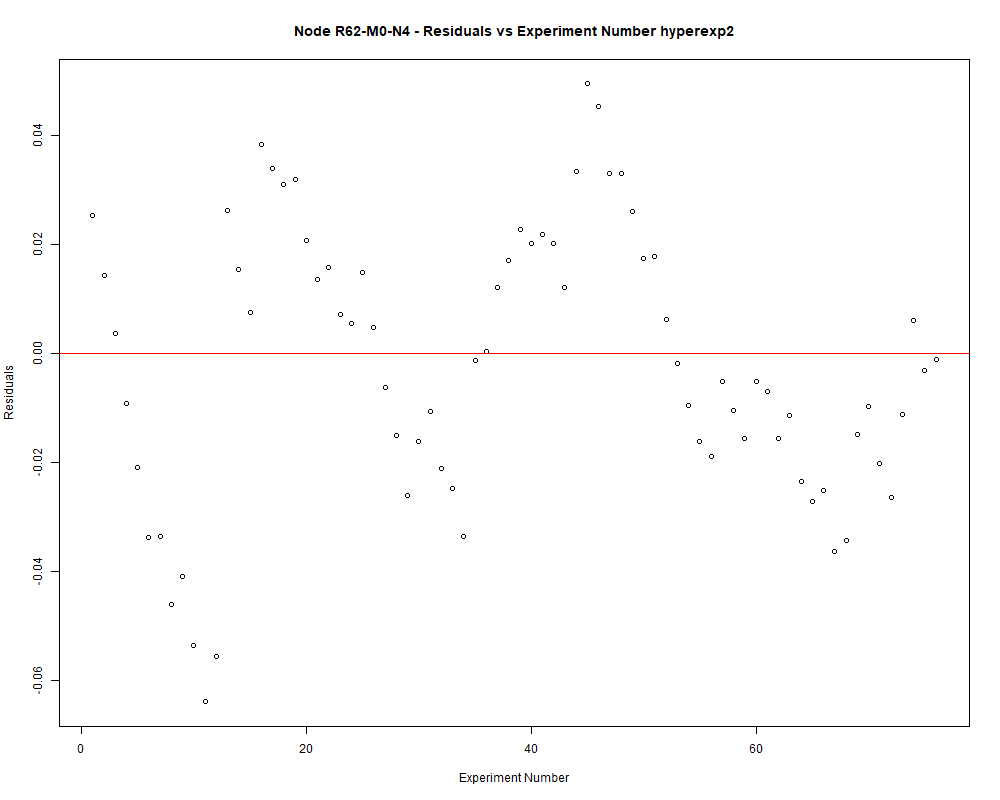 Node R62-M0-N4 - Residuals vs Experiment Number hyperexp2
0.04
0.02
0.00
-0.02
-0.04
-0.06
Residuals
0 20 40 60
Experiment Number